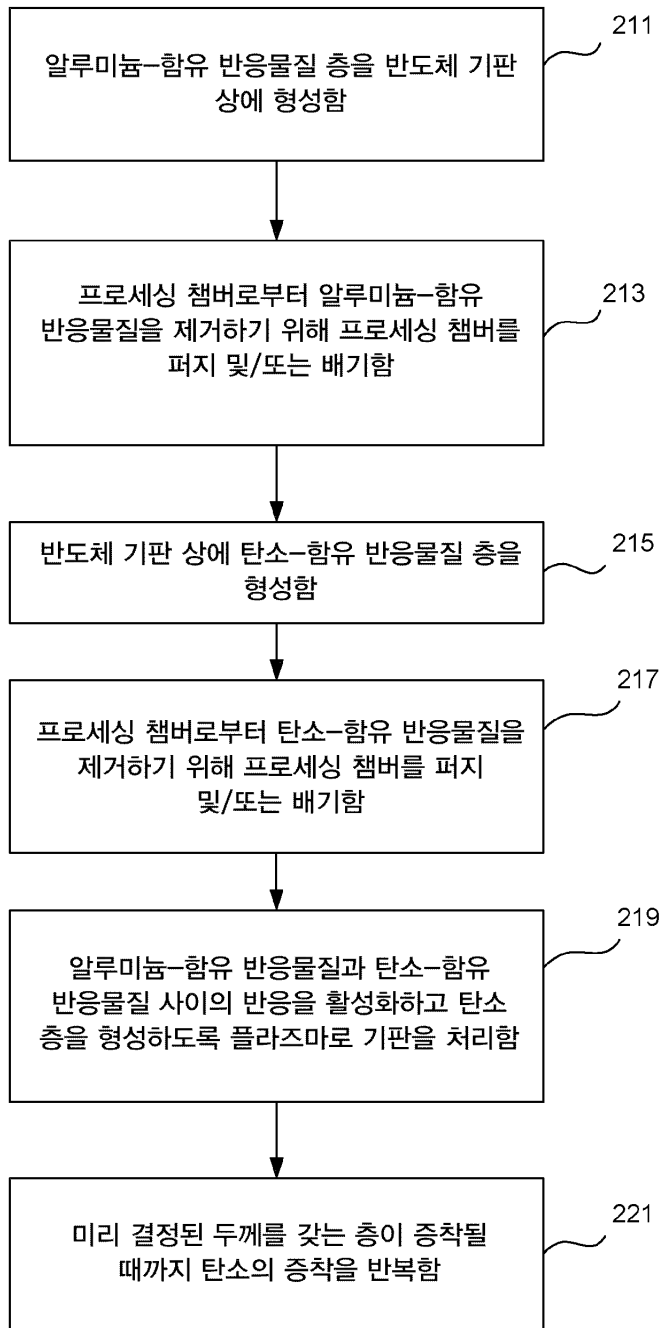 알루미늄-함유 반응물질 층을 반도체 기판
상에 형성함
211
프로세싱 챔버로부터 알루미늄-함유
반응물질을 제거하기 위해 프로세싱 챔버를
퍼지 및/또는 배기함
213
반도체 기판 상에 탄소-함유 반응물질 층을
형성함
215
프로세싱 챔버로부터 탄소-함유 반응물질을
제거하기 위해 프로세싱 챔버를 퍼지
및/또는 배기함
217
알루미늄-함유 반응물질과 탄소-함유
반응물질 사이의 반응을 활성화하고 탄소
층을 형성하도록 플라즈마로 기판을 처리함
219
미리 결정된 두께를 갖는 층이 증착될
때까지 탄소의 증착을 반복함
221